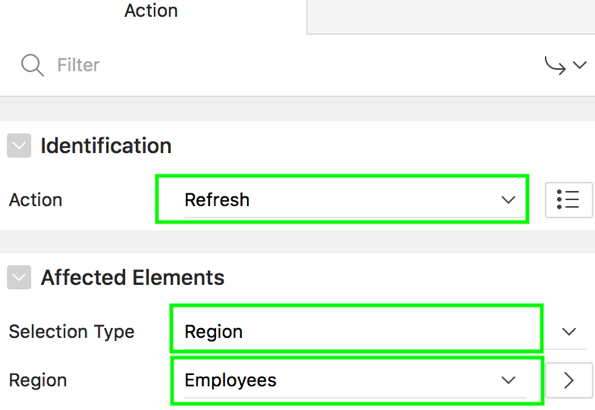 Action
Filter
Identification
Action Refresh
Affected Elements
Selection Type Region
Region Employees